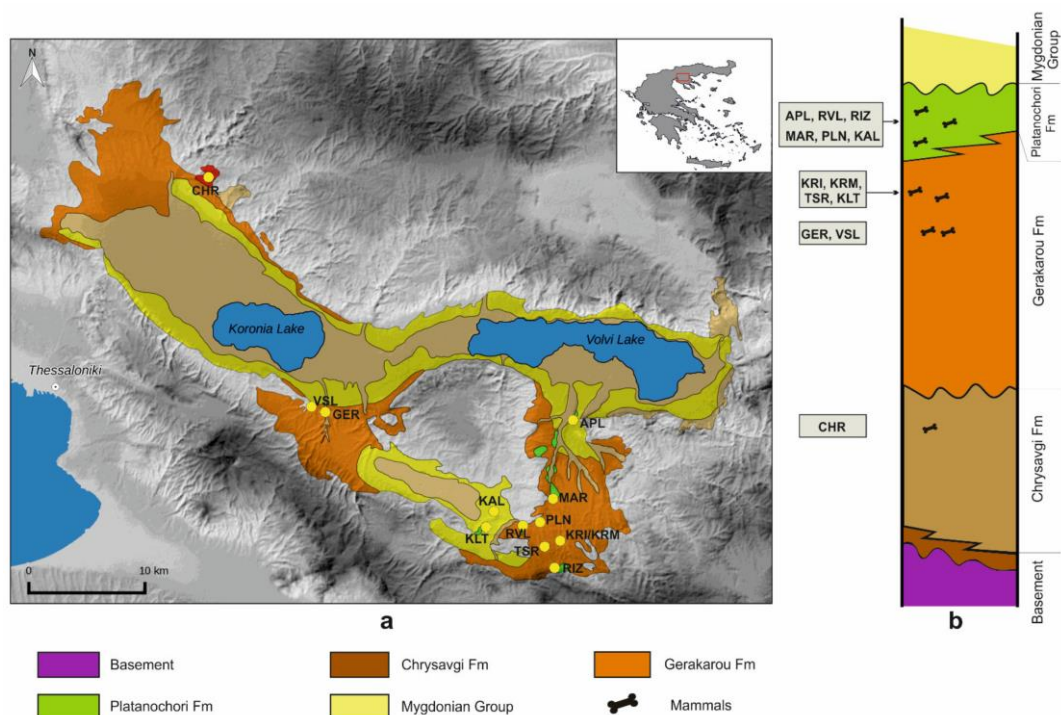 N
CHR
Koronia Lake
Volvi Lake
Thessaloniki
VSL
GER
APL
KAL
MAR
KLT
RVL
PLN
TSR
KRI/KRM
RIZ
0
10 km
a
APL, RVL, RIZ
MAR, PLN, KAL
KRI, KRM,
TSR, KLT
GER, VSL
CHR
Mygdonian
Group
Platanochori
Fm
Gerakarou Fm
Chrysavgi Fm
Basement
b
Basement
Chrysavgi Fm
Gerakarou Fm
Platanochori Fm
Mygdonian Group
Mammals